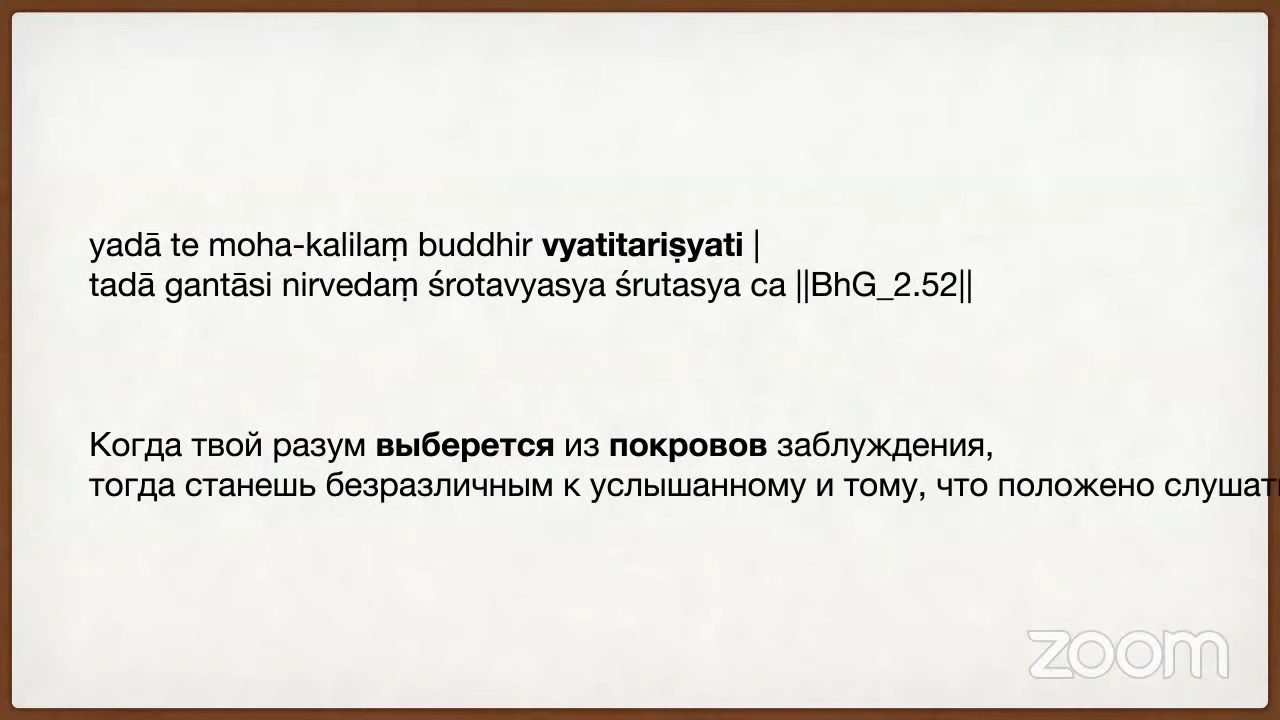 yadā te moha-kalilaṃ buddhir vyatitariṣyati |
tadā gantāsi nirvedaṃ śrotavyasya śrutasya ca ||BhG_2.52||
Когда твой разум выберется из покровов заблуждения,
тогда станешь безразличным к услышанному и тому, что положено слушат
zoom